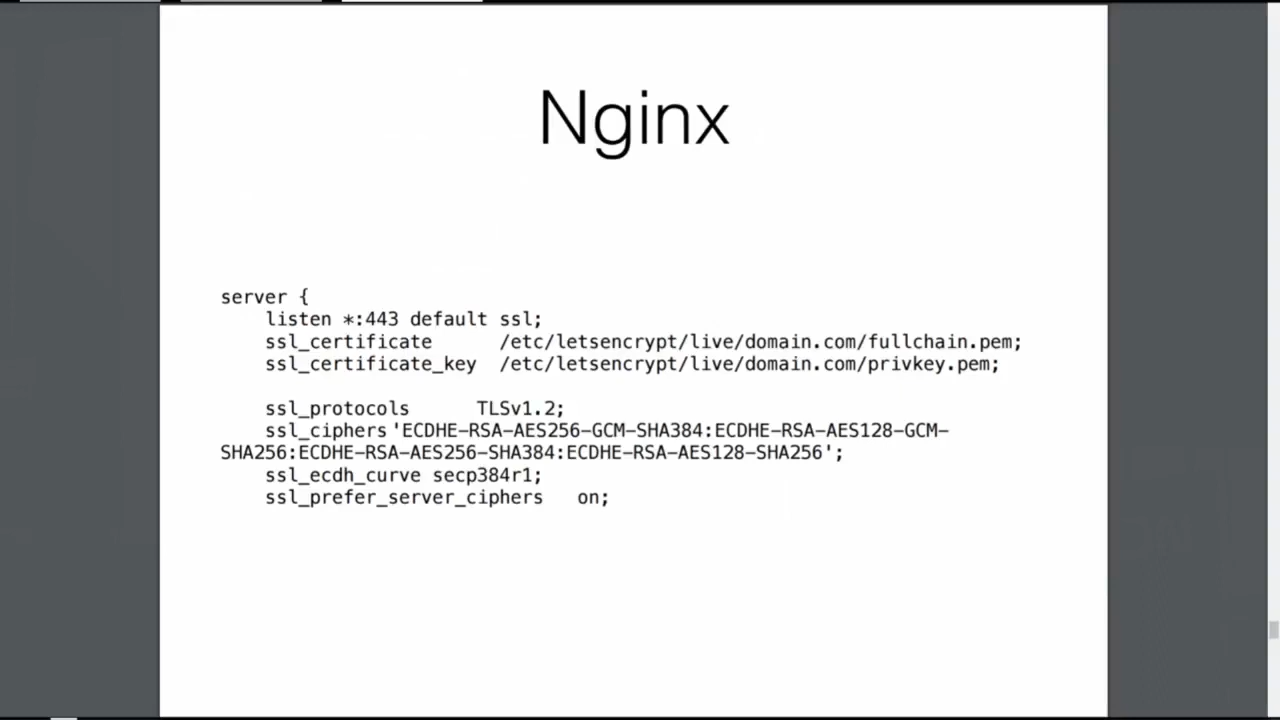 Nginx
server {
listen *:443 default ssl;
ssl_certificate /etc/letsencrypt/live/domain.com/fullchain.pem;
ssl_certificate_key /etc/letsencrypt/live/domain.com/privkey.pem;
ssl_protocols TLSv1.2;
ssl_ciphers 'ECDHE-RSA-AES256-GCM-SHA384:ECDHE-RSA-AES128-GCM-
SHA256:ECDHE-RSA-AES256-SHA384:ECDHE-RSA-AES128-SHA256';
ssl_ecdh_curve secp384r1;
ssl_prefer_server_ciphers on;